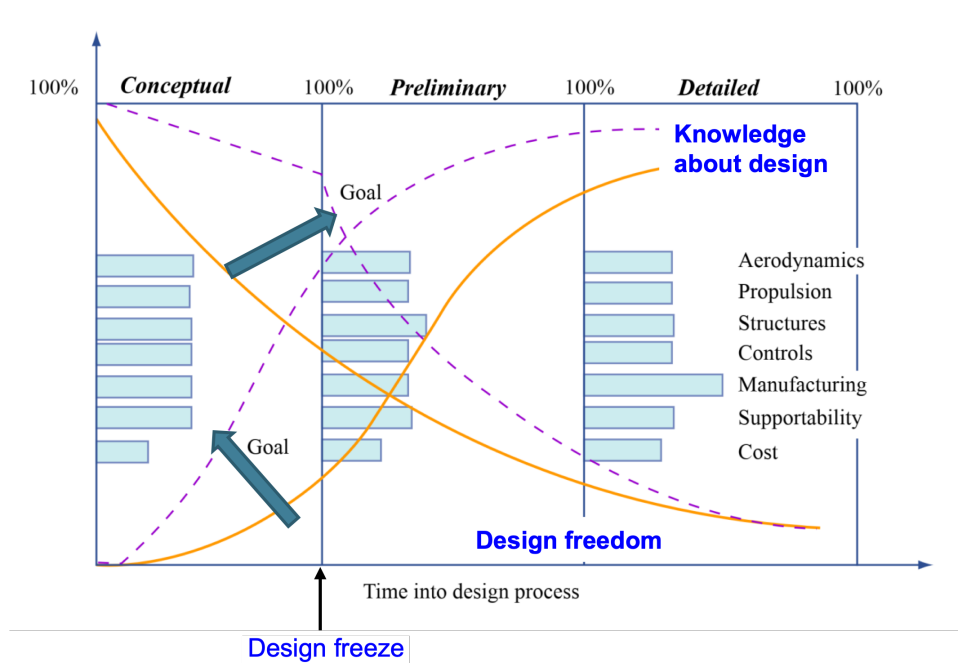 100%
Conceptual
100%
Preliminary
100%
Detailed
100%
Knowledge
about design
Goal
Aerodynamics
Propulsion
Structures
Controls
Manufacturing
Supportability
Goal
Cost
Design freedom
Time into design process
Design freeze